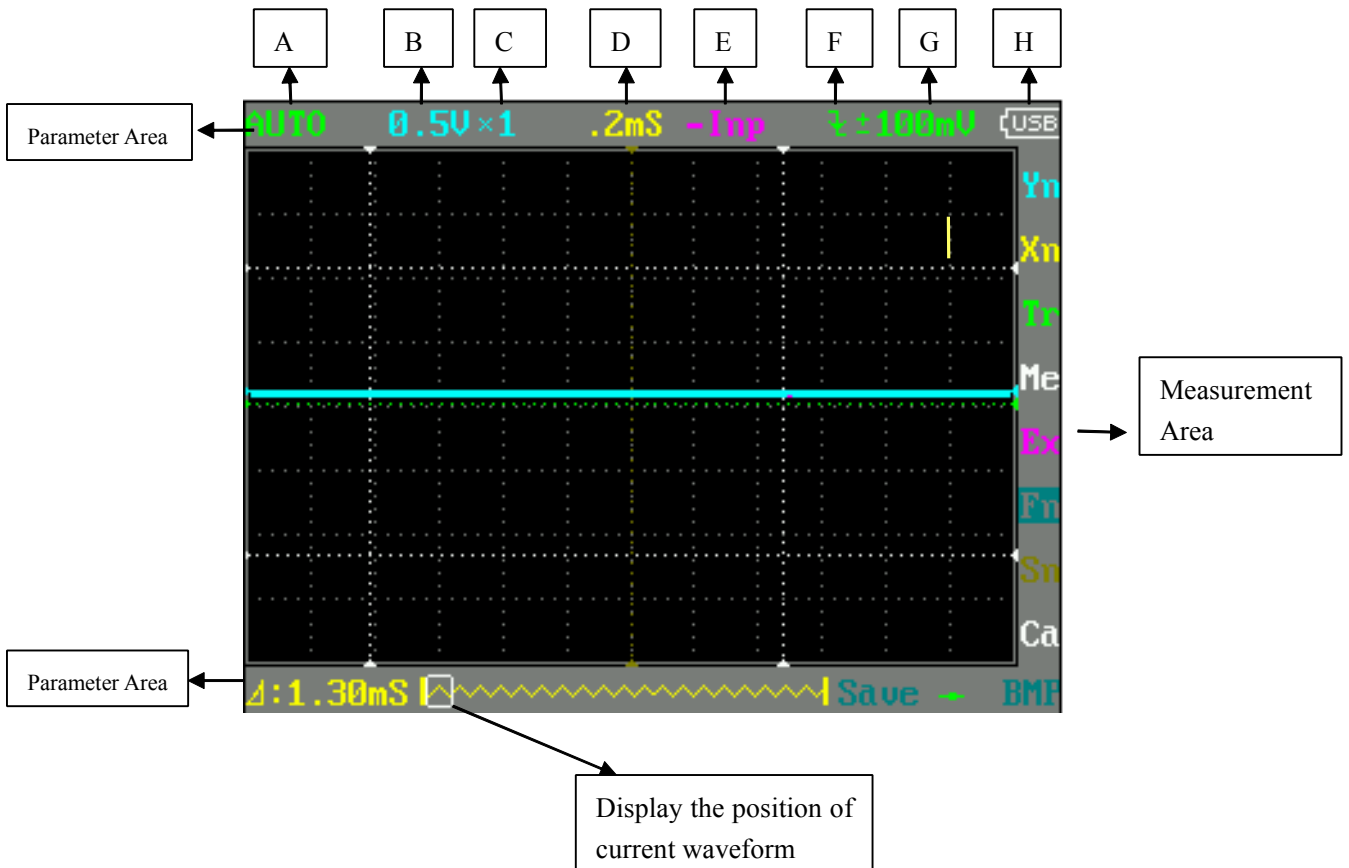 A B C D E F G H
Parameter Area
AUTO 0.5V×1 .2mS -Inp ±100mV USB
Yn
Xn
Tr
Me
Measurement
Area
Ex
Fn
Sn
Ca
Parameter Area
⊿:1.30mS Save BMP
Display the position of
current waveform